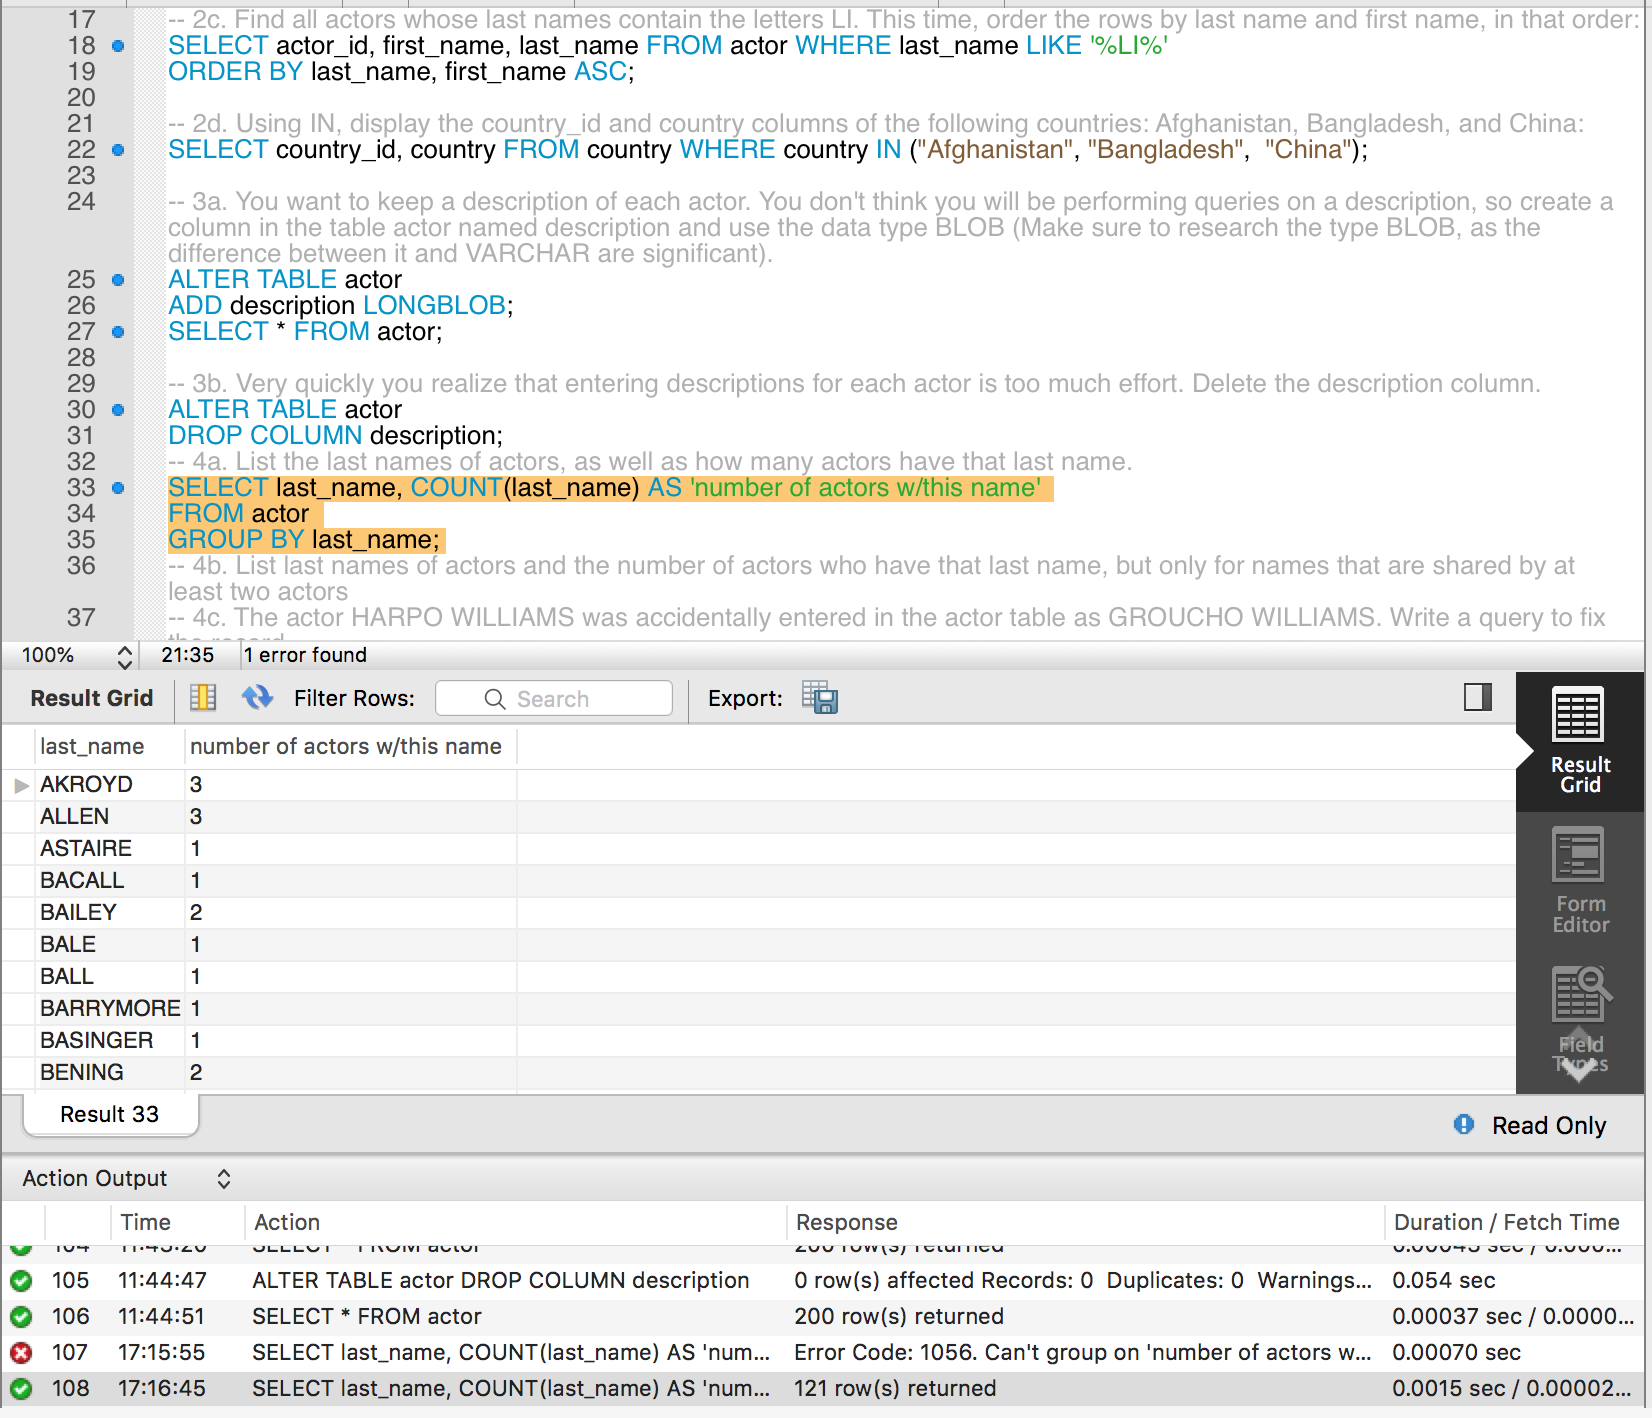 17 -- 2c. Find all actors whose last names contain the letters LI. This time, order the rows by last name and first name, in that order:
18 SELECT actor_id, first_name, last_name FROM actor WHERE last_name LIKE '%LI%'
19 ORDER BY last_name, first_name ASC;
20
21 -- 2d. Using IN, display the country_id and country columns of the following countries: Afghanistan, Bangladesh, and China:
22 SELECT country_id, country FROM country WHERE country IN ("Afghanistan", "Bangladesh",  "China");
23
24 -- 3a. You want to keep a description of each actor. You don't think you will be performing queries on a description, so create a
column in the table actor named description and use the data type BLOB (Make sure to research the type BLOB, as the
difference between it and VARCHAR are significant).
25 ALTER TABLE actor
26 ADD description LONGBLOB;
27 SELECT * FROM actor;
28
29 -- 3b. Very quickly you realize that entering descriptions for each actor is too much effort. Delete the description column.
30 ALTER TABLE actor
31 DROP COLUMN description;
32 -- 4a. List the last names of actors, as well as how many actors have that last name.
33 SELECT last_name, COUNT(last_name) AS 'number of actors w/this name'
34 FROM actor
35 GROUP BY last_name;
36 -- 4b. List last names of actors and the number of actors who have that last name, but only for names that are shared by at
least two actors
37 -- 4c. The actor HARPO WILLIAMS was accidentally entered in the actor table as GROUCHO WILLIAMS. Write a query to fix
the record
100% 21:35 1 error found
Result Grid Filter Rows: Search Export:
last_name number of actors w/this name
AKROYD 3
ALLEN 3
ASTAIRE 1
BACALL 1
BAILEY 2
BALE 1
BALL 1
BARRYMORE 1
BASINGER 1
BENING 2
Result
Grid
Form
Editor
Field
Types
Result 33 Read Only
Action Output
Time Action Response Duration / Fetch Time
104 11:43:20 SELECT * FROM actor 200 row(s) returned 0.00043 sec / 0.000...
105 11:44:47 ALTER TABLE actor DROP COLUMN description 0 row(s) affected Records: 0  Duplicates: 0  Warnings... 0.054 sec
106 11:44:51 SELECT * FROM actor 200 row(s) returned 0.00037 sec / 0.0000...
107 17:15:55 SELECT last_name, COUNT(last_name) AS 'num... Error Code: 1056. Can't group on 'number of actors w... 0.00070 sec
108 17:16:45 SELECT last_name, COUNT(last_name) AS 'num... 121 row(s) returned 0.0015 sec / 0.00002...